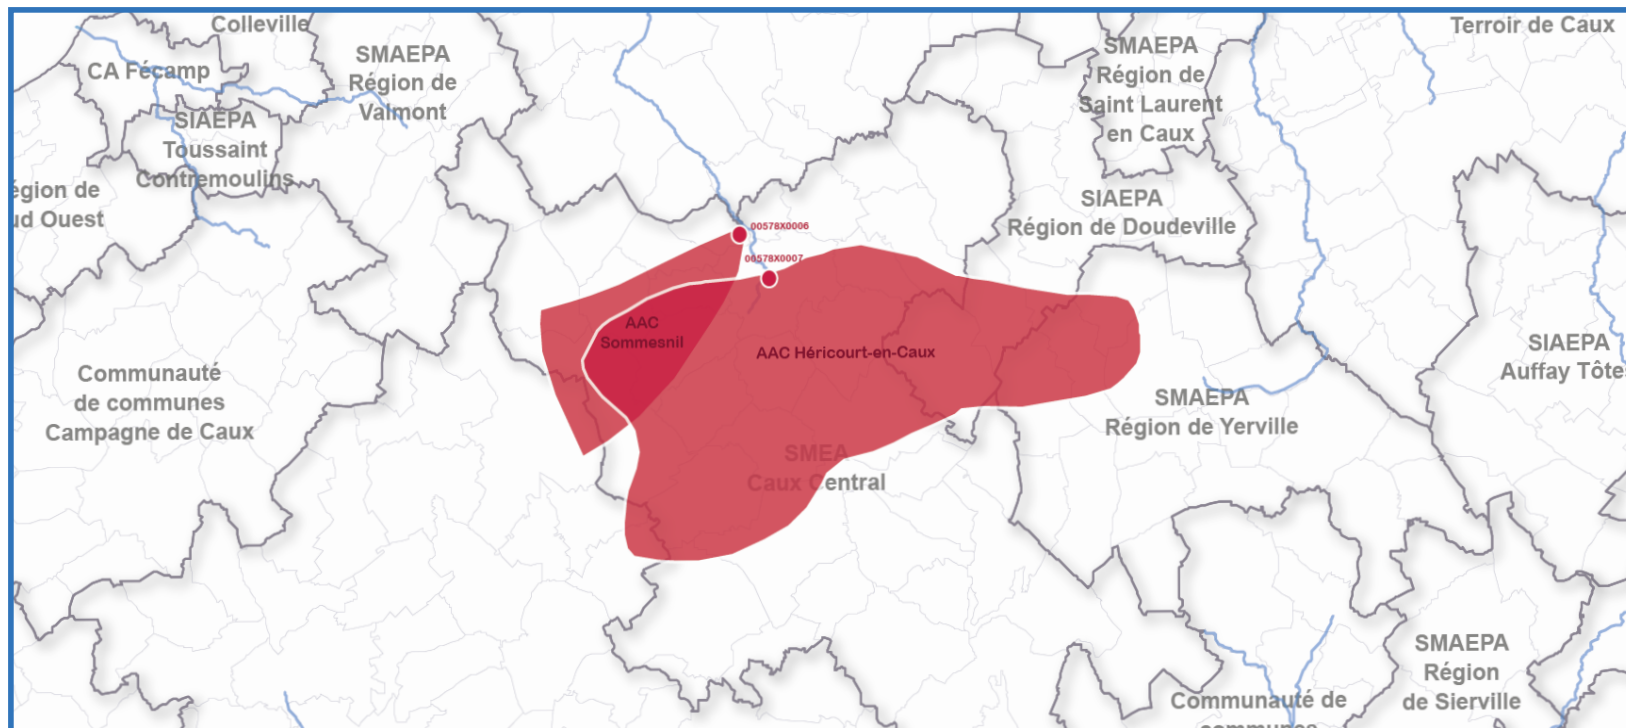 Colleville
Terroir de Caux
CA Fécamp
SMAEPA
Région de
Valmont
SMAEPA
Région de
Saint Laurent
en Caux
SIAEPA
Toussaint
Contremoulins
égion de
ud Ouest
SIAEPA
Région de Doudeville
00578X0006
00578X0007
AAC
Sommesnil
AAC Héricourt-en-Caux
SIAEPA
Auffay Tôte
Communauté
de communes
Campagne de Caux
SMAEPA
Région de Yerville
SMEA
Caux Central
SMAEPA
Région
de Sierville
Communauté de
communes